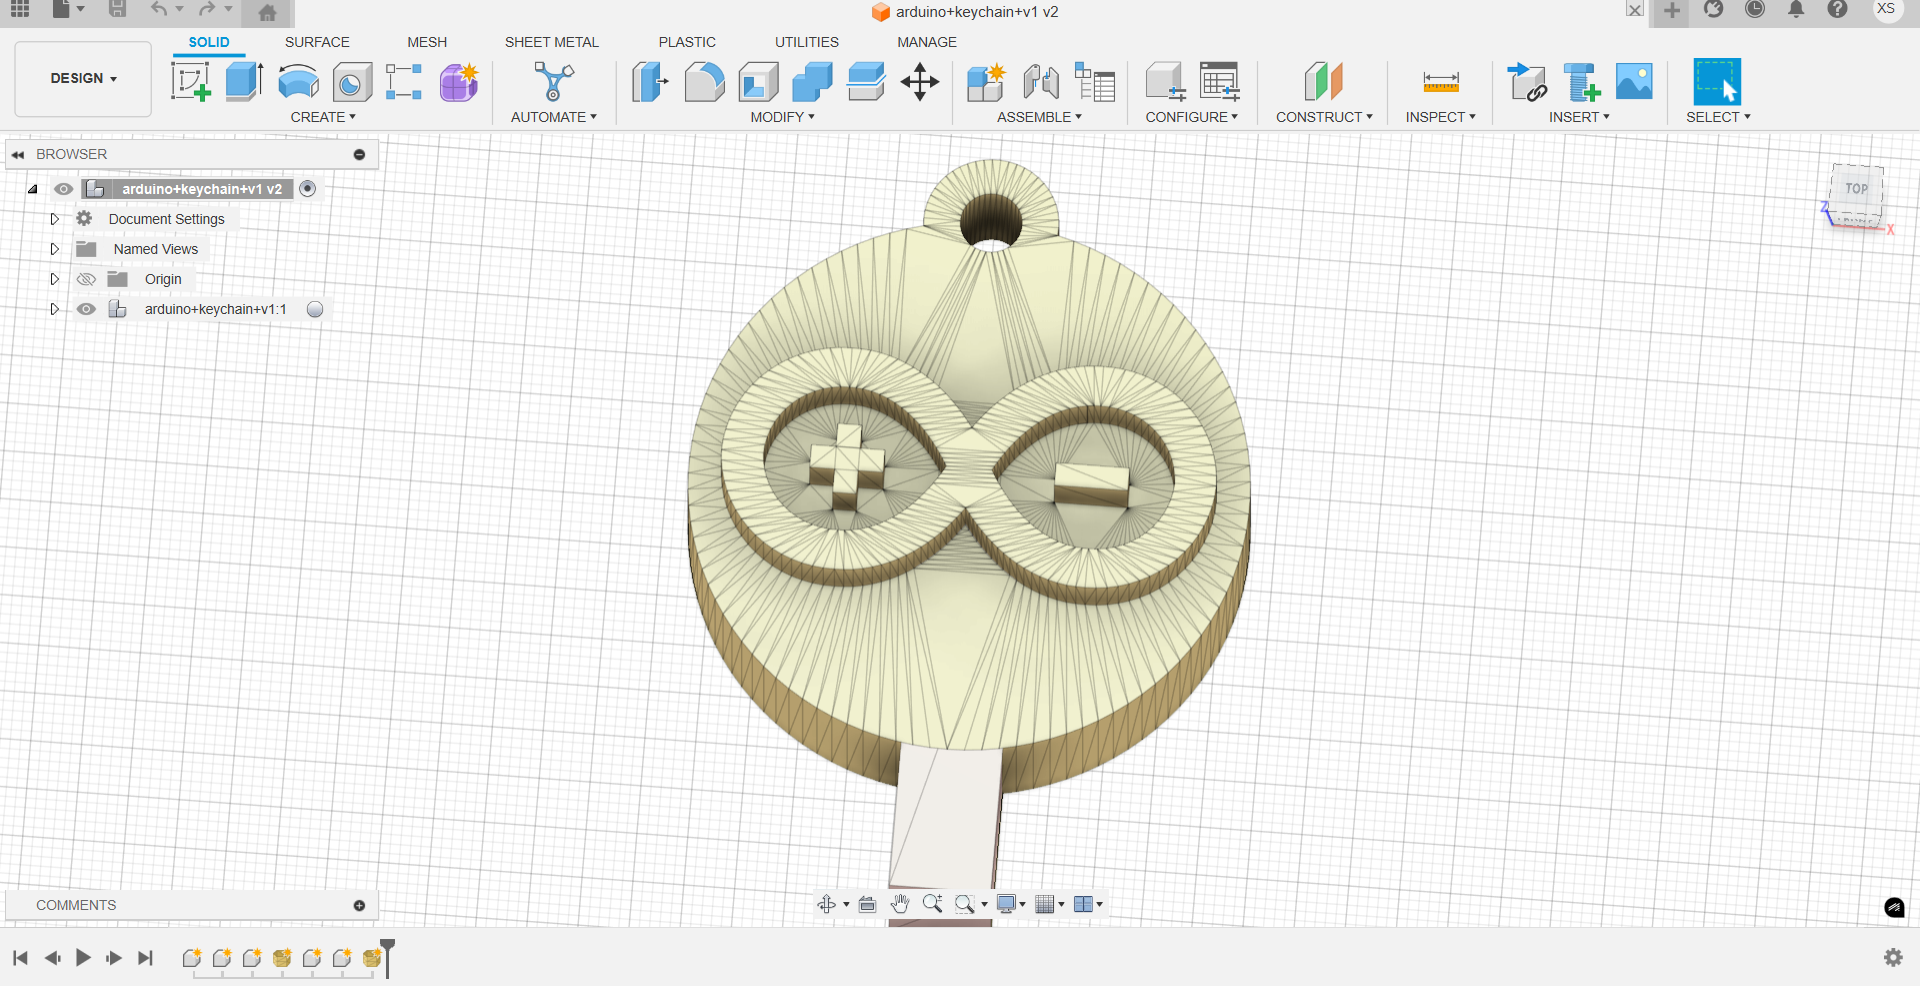 arduino+keychain+v1 v2
XS
DESIGN
SOLID
SURFACE
MESH
SHEET METAL
PLASTIC
UTILITIES
MANAGE
CREATE
AUTOMATE
MODIFY
ASSEMBLE
CONFIGURE
CONSTRUCT
INSPECT
INSERT
SELECT
BROWSER
arduino+keychain+v1 v2
Document Settings
Named Views
Origin
arduino+keychain+v1:1
TOP
FRONT
Z
X
COMMENTS